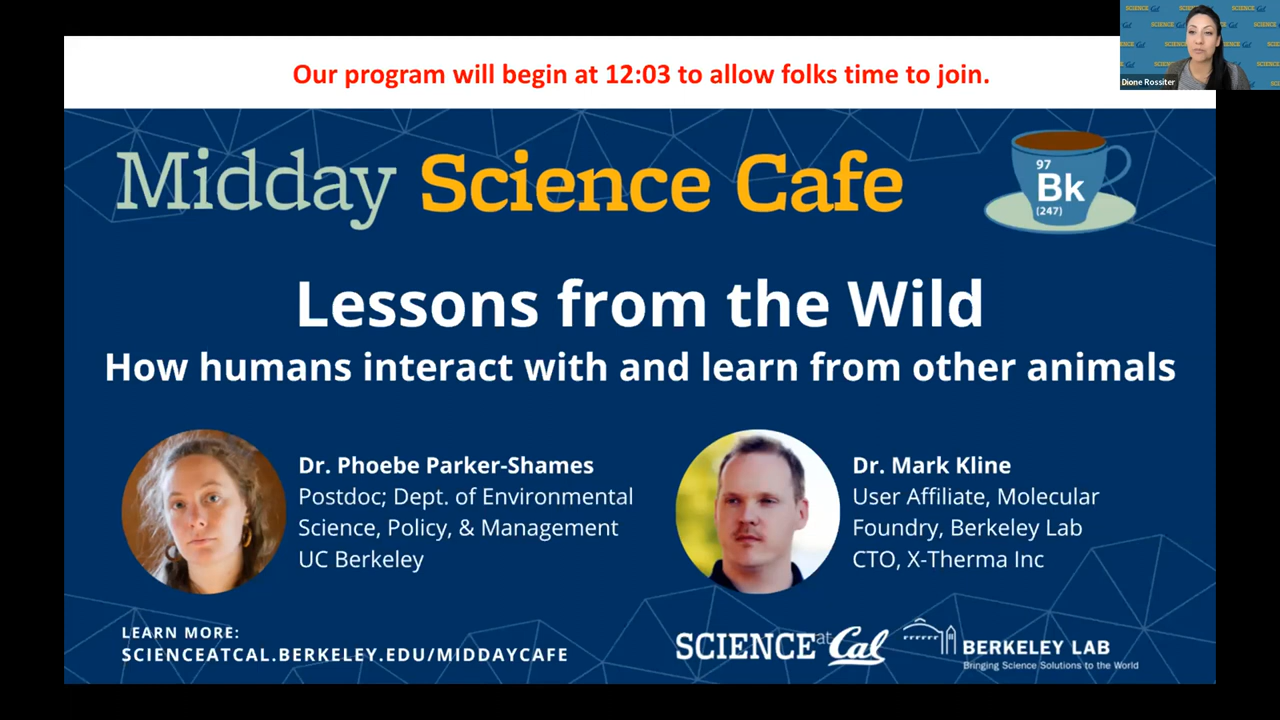 Our program will begin at 12:03 to allow folks time to join.
Dione Rossiter
Midday Science Cafe
97
Bk
(247)
Lessons from the Wild
How humans interact with and learn from other animals
Dr. Phoebe Parker-Shames
Postdoc; Dept. of Environmental
Science, Policy, & Management
UC Berkeley
Dr. Mark Kline
User Affiliate, Molecular
Foundry, Berkeley Lab
CTO, X-Therma Inc
LEARN MORE:
SCIENCEATCAL.BERKELEY.EDU/MIDDAYCAFE
SCIENCE at Cal
BERKELEY LAB
Bringing Science Solutions to the World